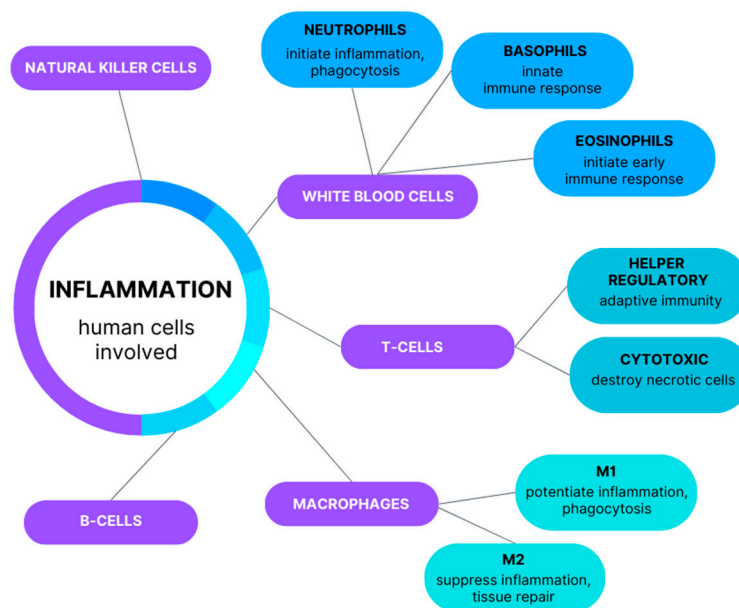 NATURAL KILLER CELLS
NEUTROPHILS
initiate inflammation,
phagocytosis
BASOPHILS
innate
immune response
EOSINOPHILS
initiate early
immune response
WHITE BLOOD CELLS
INFLAMMATION
human cells
involved
HELPER
REGULATORY
adaptive immunity
T-CELLS
CYTOTOXIC
destroy necrotic cells
MACROPHAGES
M1
potentiate inflammation,
phagocytosis
B-CELLS
M2
suppress inflammation,
tissue repair